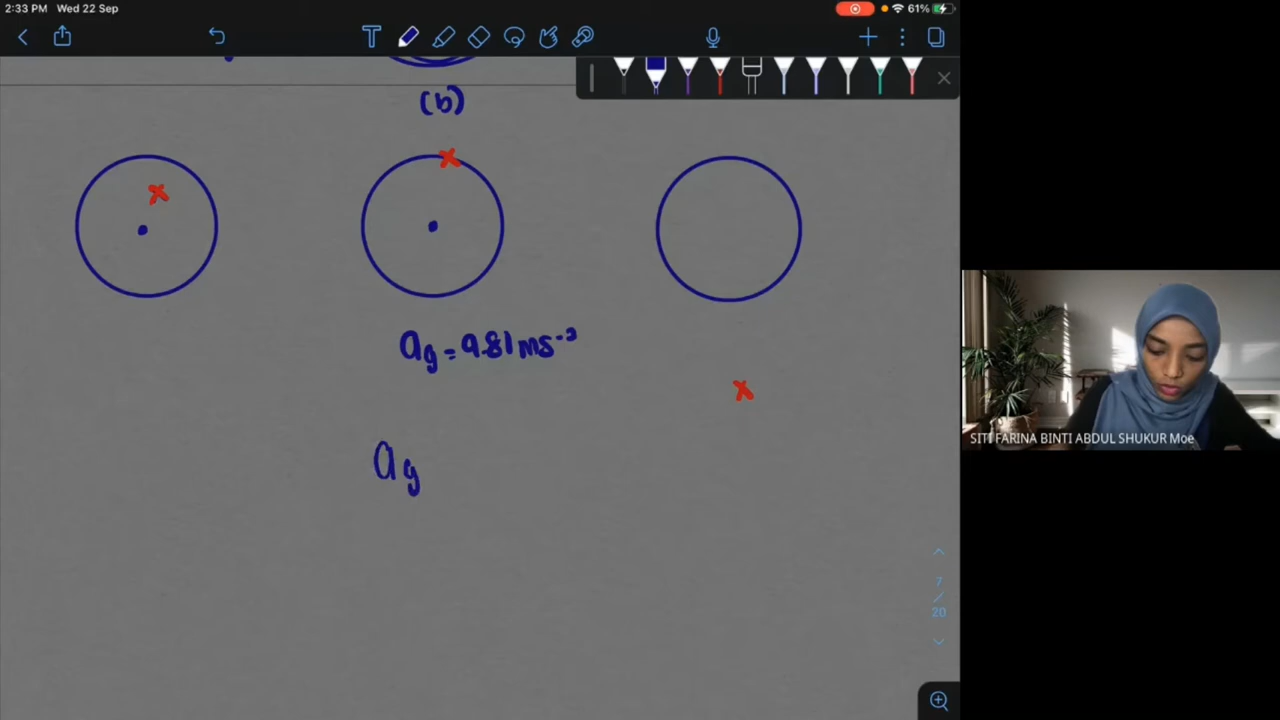 2:33 PM Wed 22 Sep
61%
T
(b)
x
x
ag = 9.81 ms⁻²
x
ag
SITI FARINA BINTI ABDUL SHUKUR Moe
7
/
20